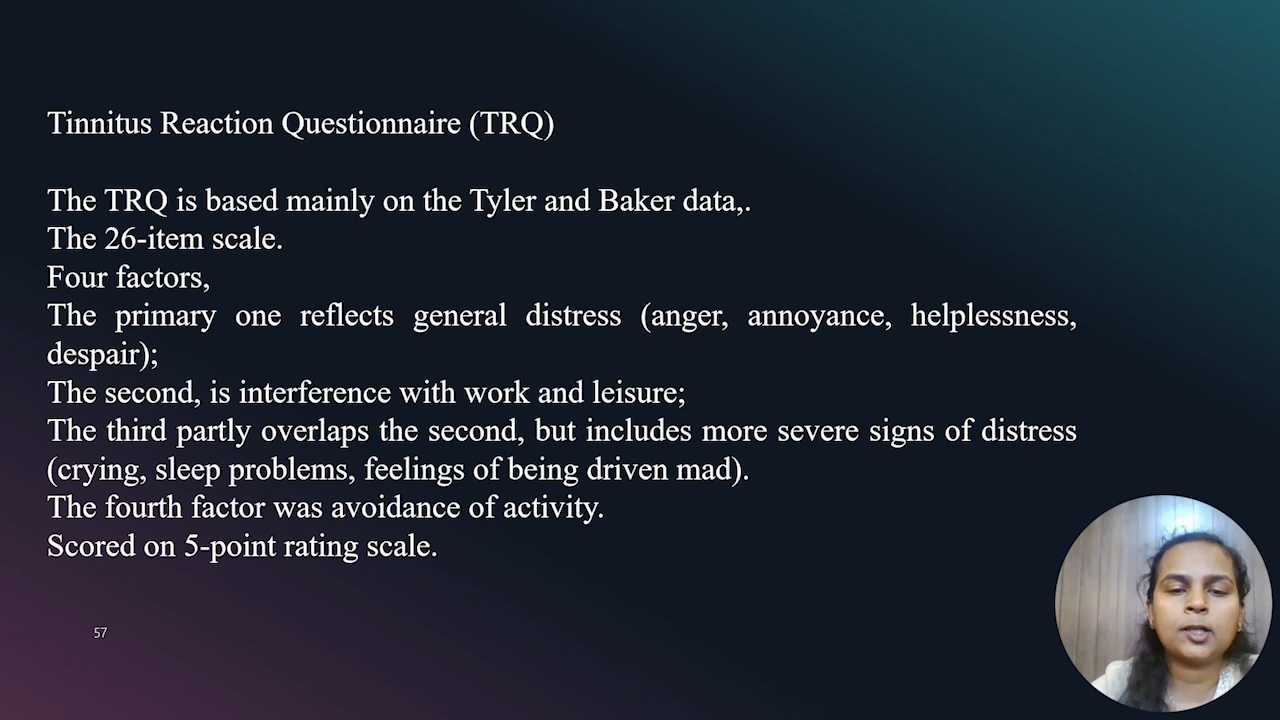 Tinnitus Reaction Questionnaire (TRQ)
The TRQ is based mainly on the Tyler and Baker data,.
The 26-item scale.
Four factors,
The primary one reflects general distress (anger, annoyance, helplessness,
despair);
The second, is interference with work and leisure;
The third partly overlaps the second, but includes more severe signs of distress
(crying, sleep problems, feelings of being driven mad).
The fourth factor was avoidance of activity.
Scored on 5-point rating scale.
57